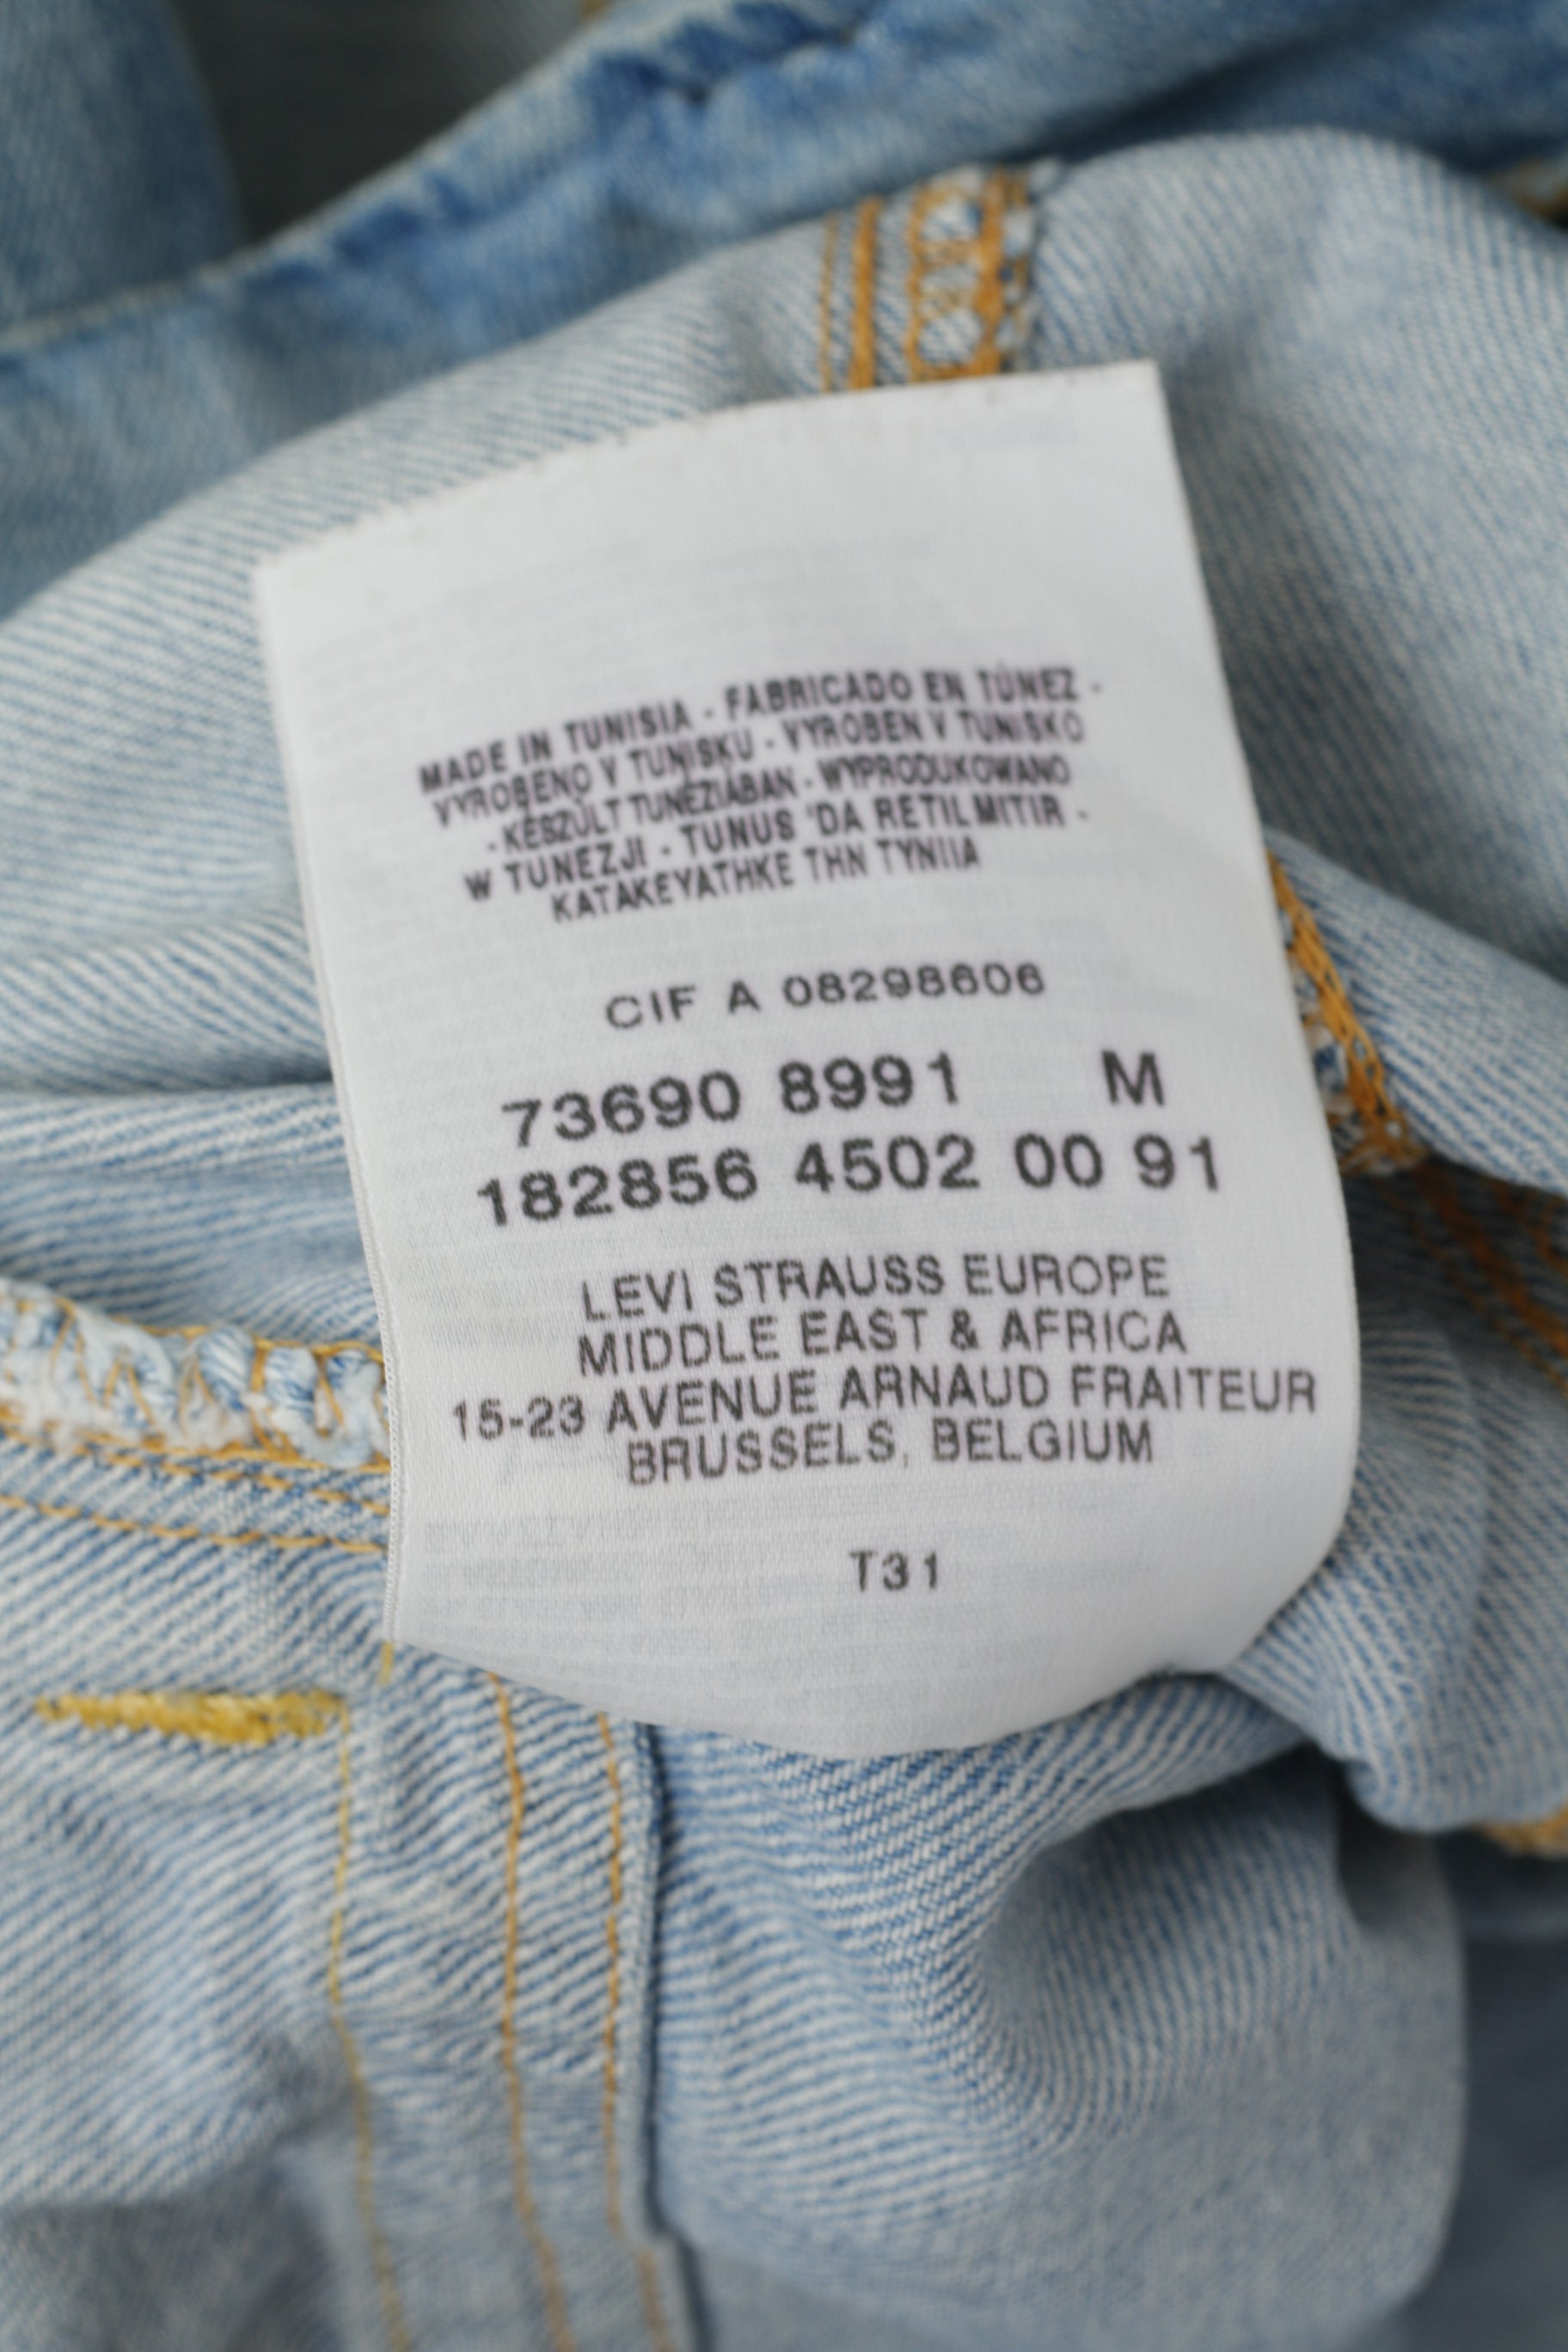 MADE IN TUNISIA - FABRICADO EN TÚNEZ -
VYROBENO V TUNISKU - VYROBEN V TUNISKO
- KÉSZÜLT TUNÉZIÁBAN - WYPRODUKOWANO
W TUNEZJI - TUNUS 'DA RETILMITIR -
KATAKEYATHKE THN TYNIIA
CIF A 08298606
73690 8991 M
182856 4502 00 91
LEVI STRAUSS EUROPE
MIDDLE EAST & AFRICA
15-23 AVENUE ARNAUD FRAITEUR
BRUSSELS, BELGIUM
T31